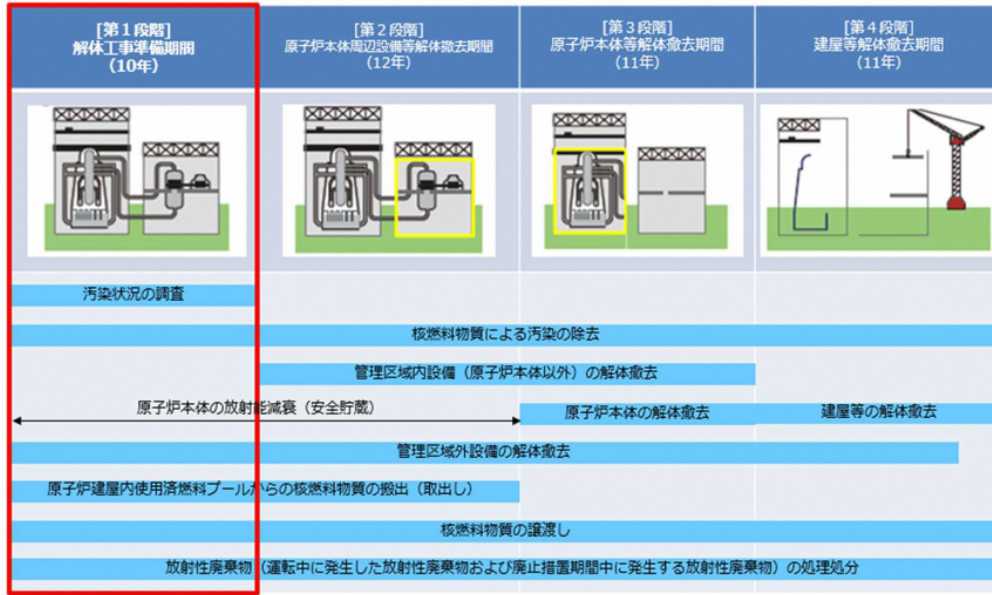 [第1段階]
解体工事準備期間
(10年)
[第2段階]
原子炉本体周辺設備等解体撤去期間
(12年)
[第3段階]
原子炉本体等解体撤去期間
(11年)
[第4段階]
建屋等解体撤去期間
(11年)
汚染状況の調査
核燃料物質による汚染の除去
管理区域内設備(原子炉本体以外)の解体撤去
原子炉本体の放射能減衰(安全貯蔵)
原子炉本体の解体撤去
建屋等の解体撤去
管理区域外設備の解体撤去
原子炉建屋内使用済燃料プールからの核燃料物質の搬出(取出し)
核燃料物質の譲渡し
放射性廃棄物(運転中に発生した放射性廃棄物および廃止措置期間中に発生する放射性廃棄物)の処理処分